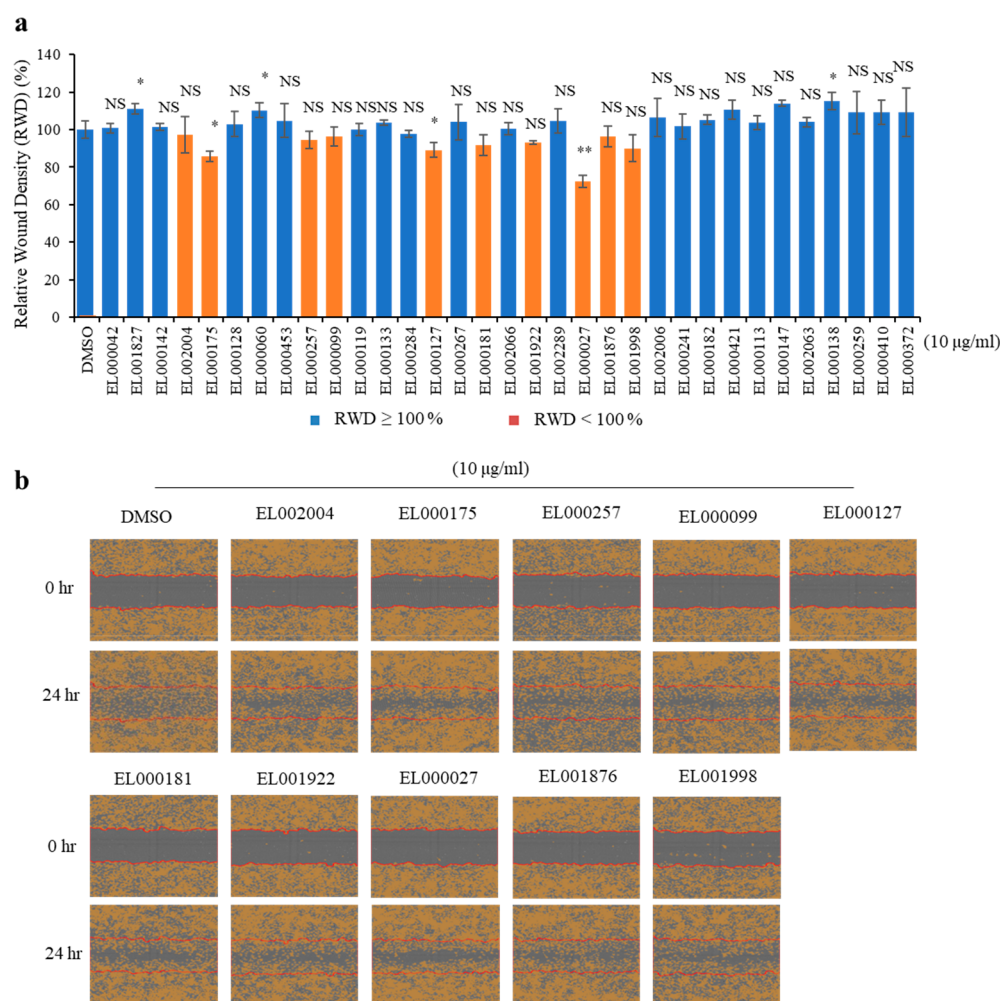 a
Relative Wound Density (RWD) (%)
140
120
100
80
60
40
20
0
NS
*
NS
NS
*
NS
*
NS
NS
NS
NS
NS
NS
*
NS
NS
NS
NS
NS
**
NS
NS
NS
NS
NS
NS
NS
NS
NS
*
NS
NS
NS
DMSO
EL000042
EL001827
EL000142
EL002004
EL000175
EL000128
EL000060
EL000453
EL000257
EL000099
EL000119
EL000133
EL000284
EL000127
EL000267
EL000181
EL002066
EL001922
EL002289
EL000027
EL001876
EL001998
EL002006
EL000241
EL000182
EL000421
EL000113
EL000147
EL002063
EL000138
EL000259
EL000410
EL000372
(10 μg/ml)
RWD ≥ 100 %
RWD < 100 %
b
(10 μg/ml)
DMSO EL002004 EL000175 EL000257 EL000099 EL000127
0 hr
24 hr
EL000181 EL001922 EL000027 EL001876 EL001998
0 hr
24 hr